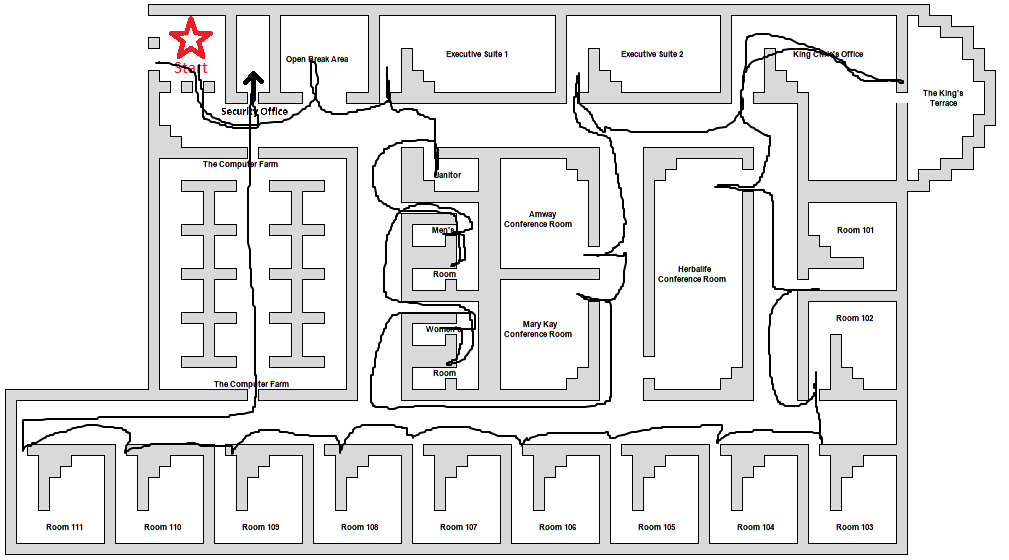 Start
Open Break Area
Executive Suite 1
Executive Suite 2
King Chris's Office
The King's
Terrace
Security Office
The Computer Farm
Janitor
Men's
Room
Amway
Conference Room
Room 101
Herbalife
Conference Room
Mary Kay
Conference Room
Women's
Room
Room 102
The Computer Farm
Room 111
Room 110
Room 109
Room 108
Room 107
Room 106
Room 105
Room 104
Room 103